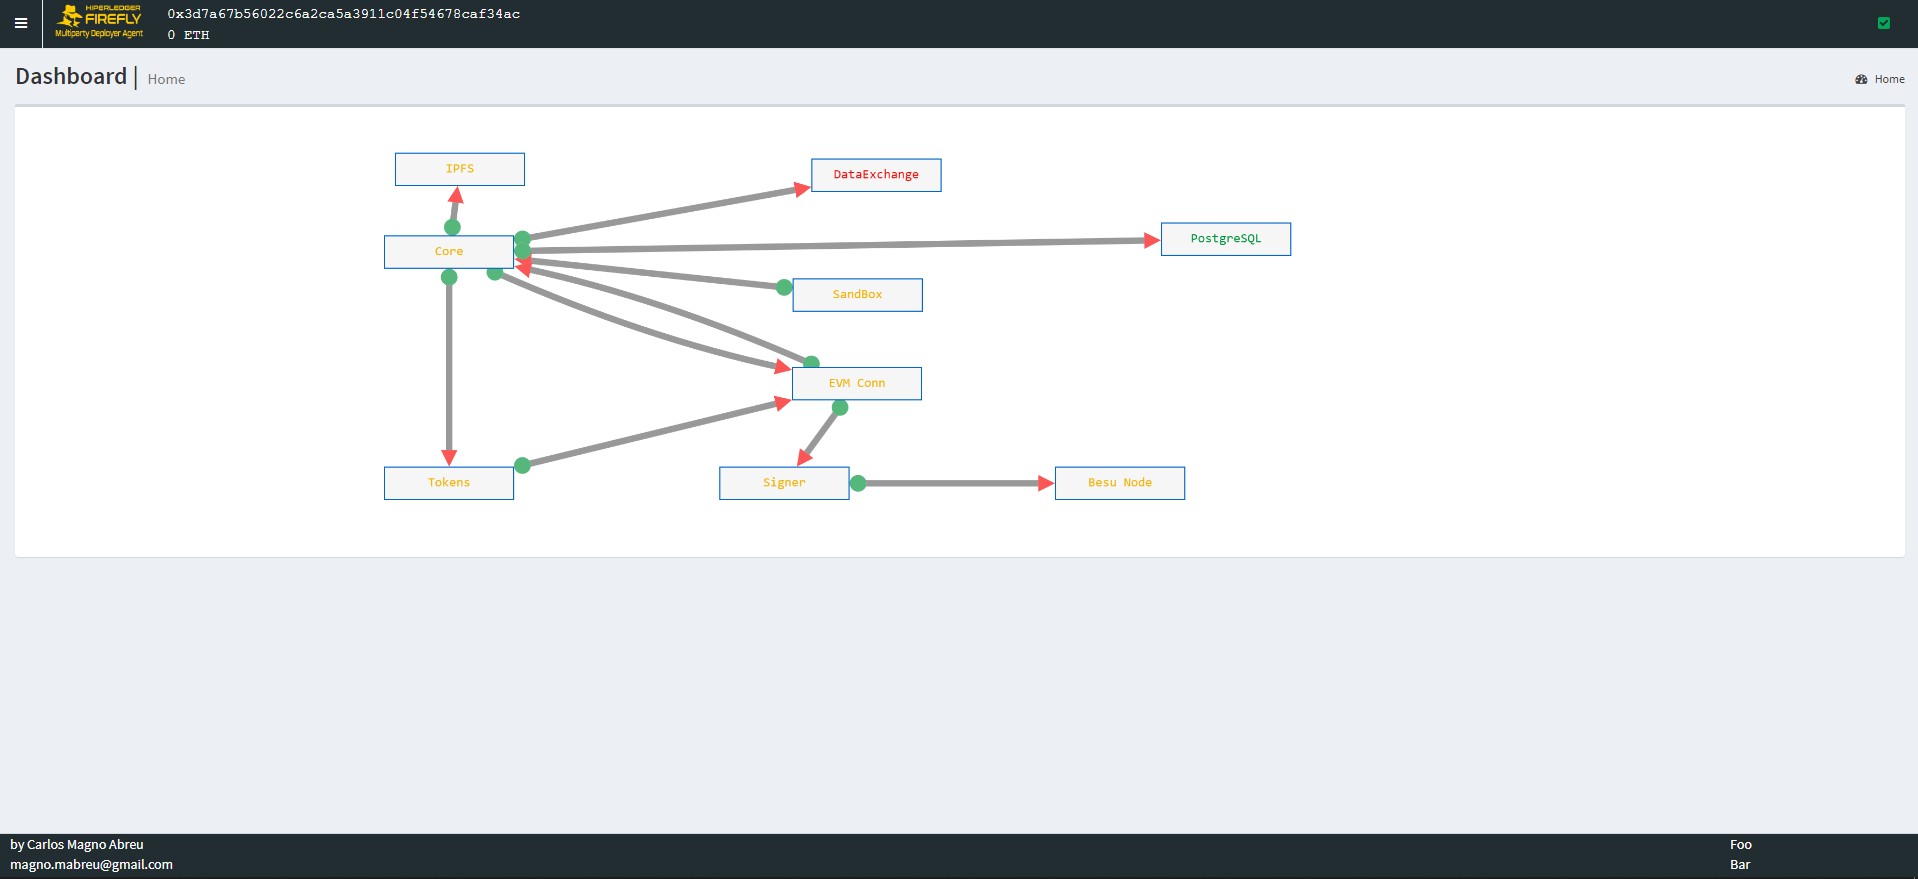 HIPERLEDGER
FIREFLY
Multiparty Deployer Agent
0x3d7a67b56022c6a2ca5a3911c04f54678caf34ac
0 ETH
Dashboard | Home
Home
IPFS
DataExchange
PostgreSQL
Core
SandBox
EVM Conn
Tokens
Signer
Besu Node
by Carlos Magno Abreu
magno.mabreu@gmail.com
Foo
Bar